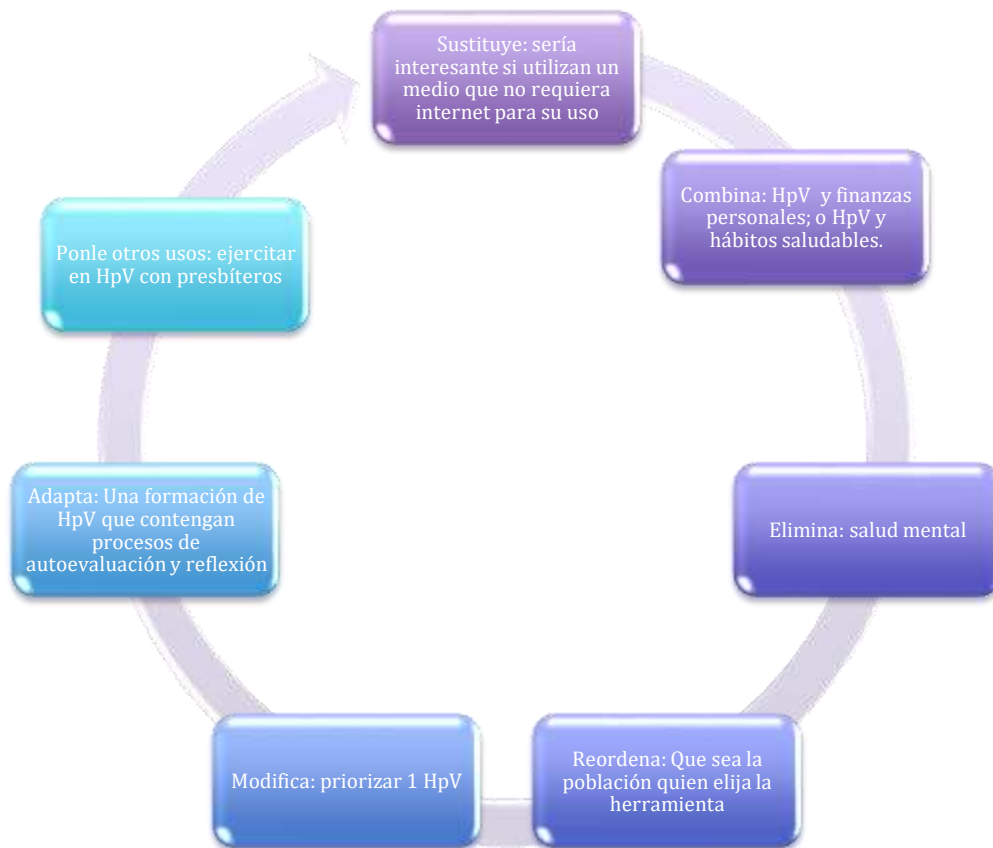 Sustituye: sería
interesante si utilizan un
medio que no requiera
internet para su uso
Combina: HpV y finanzas
personales; o HpV y
hábitos saludables.
Elimina: salud mental
Reordena: Que sea la
población quien elija la
herramienta
Modifica: priorizar 1 HpV
Adapta: Una formación de
HpV que contengan
procesos de
autoevaluación y reflexión
Ponle otros usos: ejercitar
en HpV con presbíteros